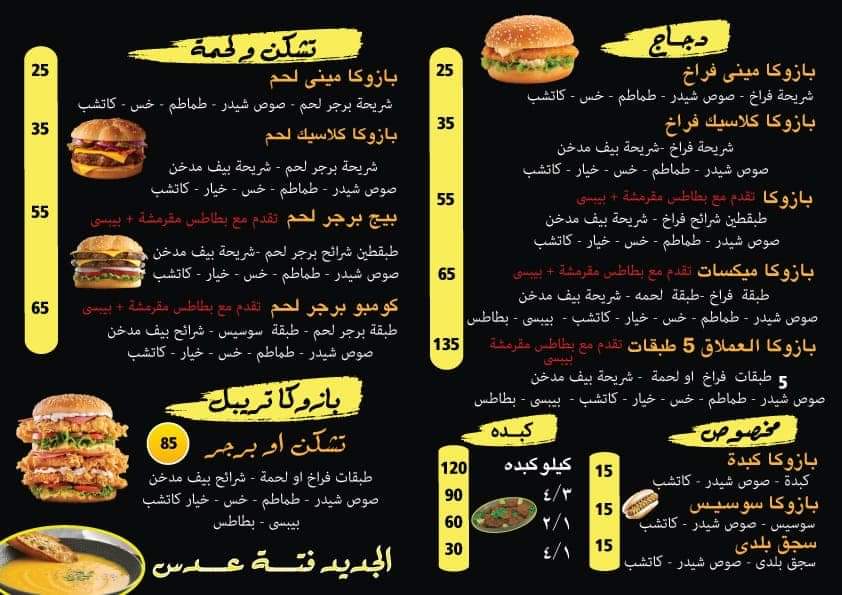 دجاج
بازوكا مينى فراخ 25
شريحة فراخ - صوص شيدر - طماطم - خس - كاتشب
بازوكا كلاسيك فراخ 35
شريحة فراخ -شريحة بيف مدخن
صوص شيدر - طماطم - خس - خيار - كاتشب
بازوكا تقدم مع بطاطس مقرمشة + بيبسى 55
طبقطين شرائح فراخ - شريحة بيف مدخن
صوص شيدر - طماطم - خس - خيار - كاتشب
بازوكا ميكسات تقدم مع بطاطس مقرمشة + بيبسى 65
طبقة فراخ -طبقة لحمه - شريحة بيف مدخن
صوص شيدر - طماطم - خس - خيار - كاتشب - بيبسى - بطاطس
بازوكا العملاق 5 طبقات تقدم مع بطاطس مقرمشة 135
بيبسى
5 طبقات فراخ او لحمة - شريحة بيف مدخن
صوص شيدر - طماطم - خس - خيار - كاتشب - بيبسى - بطاطس
تشكن ولحمة
بازوكا مينى لحم 25
شريحة برجر لحم - صوص شيدر - طماطم - خس - كاتشب
بازوكا كلاسيك لحم 35
شريحة برجر لحم - شريحة بيف مدخن
صوص شيدر - طماطم - خس - خيار - كاتشب
بيج برجر لحم تقدم مع بطاطس مقرمشة + بيبسى 55
طبقطين شرائح برجر لحم -شريحة بيف مدخن
صوص شيدر - طماطم - خس - خيار - كاتشب
كومبو برجر لحم تقدم مع بطاطس مقرمشة + بيبسى 65
طبقة برجر لحم - طبقة سوسيس - شرائح بيف مدخن
صوص شيدر - طماطم - خس - خيار - كاتشب
مخصوص
بازوكا كبدة 15
كبدة - صوص شيدر - كاتشب
بازوكا سوسيس 15
سوسيس - صوص شيدر - كاتشب
سجق بلدى 15
سجق بلدى - صوص شيدر - كاتشب
كبده
كيلو كبده 120
٤/٣ 90
٢/١ 60
٤/١ 30
بازوكا تريبل
تشكن او برجر 85
طبقات فراخ او لحمة - شرائح بيف مدخن
صوص شيدر - طماطم - خس - خيار كاتشب
بيبسى - بطاطس
الجديد فتة عدس